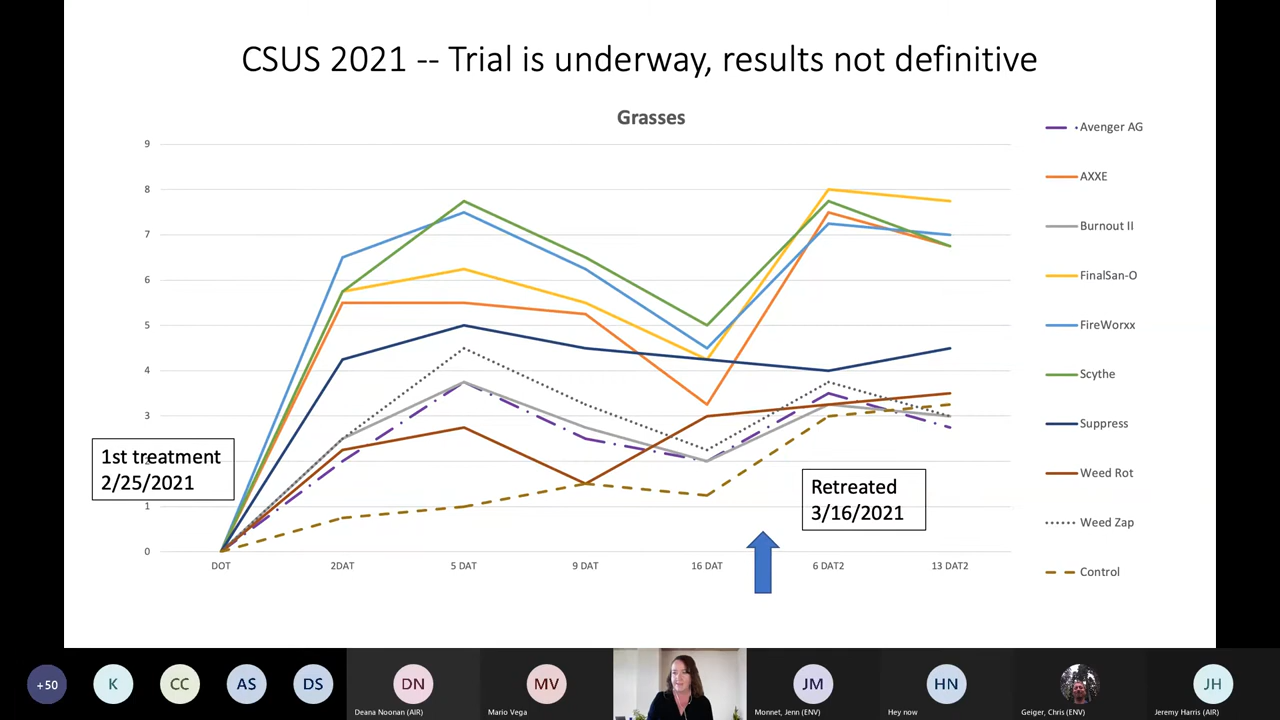 CSUS 2021 -- Trial is underway, results not definitive
Grasses
9
8
7
6
5
4
3
2
1
0
1st treatment
2/25/2021
Retreated
3/16/2021
DOT
2DAT
5 DAT
9 DAT
16 DAT
6 DAT2
13 DAT2
Avenger AG
AXXE
Burnout II
FinalSan-O
FireWorxx
Scythe
Suppress
Weed Rot
Weed Zap
Control
+50
K
CC
AS
DS
DN
Deana Noonan (AIR)
MV
Mario Vega
JM
Monnet, Jenn (ENV)
HN
Hey now
Geiger, Chris (ENV)
JH
Jeremy Harris (AIR)